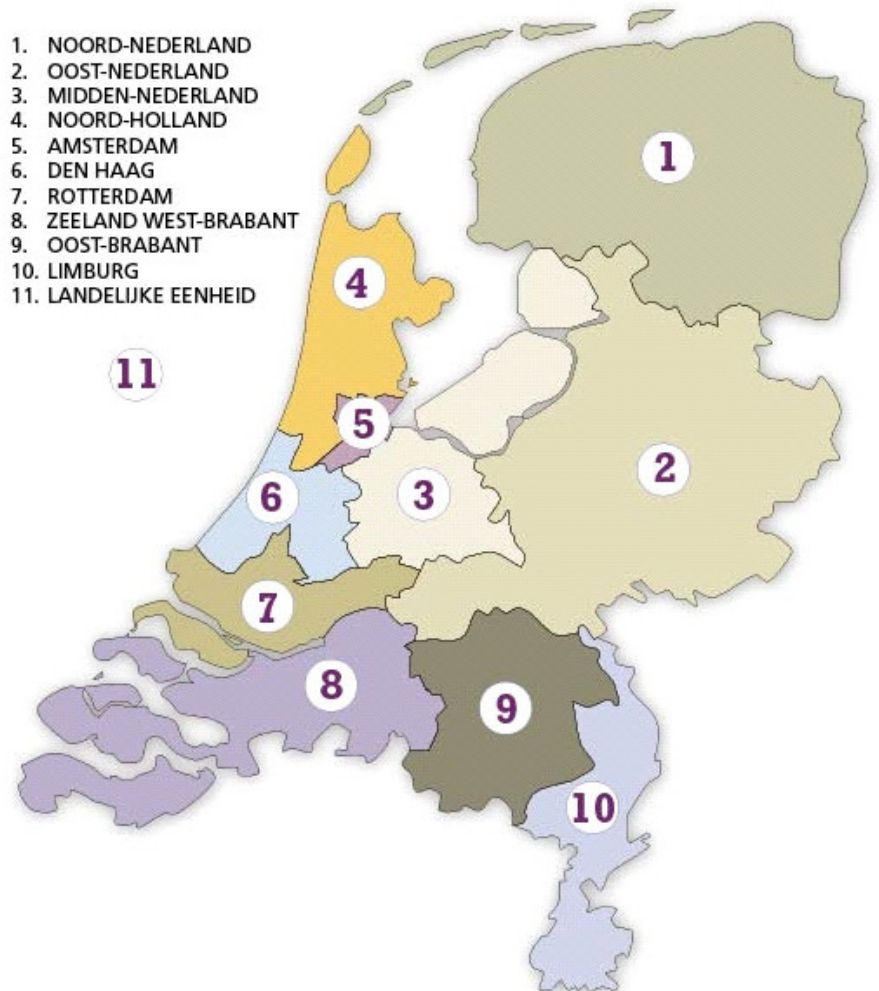 1. NOORD-NEDERLAND
2. OOST-NEDERLAND
3. MIDDEN-NEDERLAND
4. NOORD-HOLLAND
5. AMSTERDAM
6. DEN HAAG
7. ROTTERDAM
8. ZEELAND WEST-BRABANT
9. OOST-BRABANT
10. LIMBURG
11. LANDELIJKE EENHEID
1
4
11
5
2
6
3
7
8
9
10